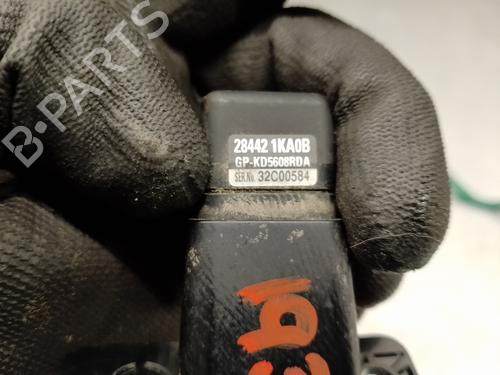 B-PARTS
28442 1KA0B
GP-KD5608RDA
SER.No. 32C00584